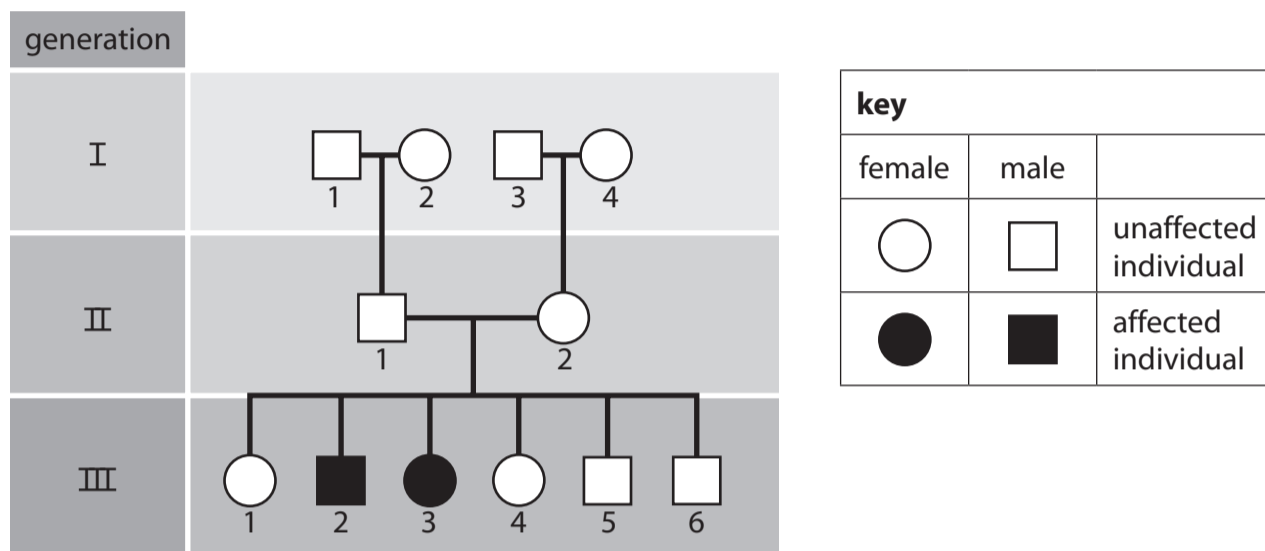 generation
I
1 2 3 4
II
1 2
III
1 2 3 4 5 6
key
female male
unaffected
individual
affected
individual